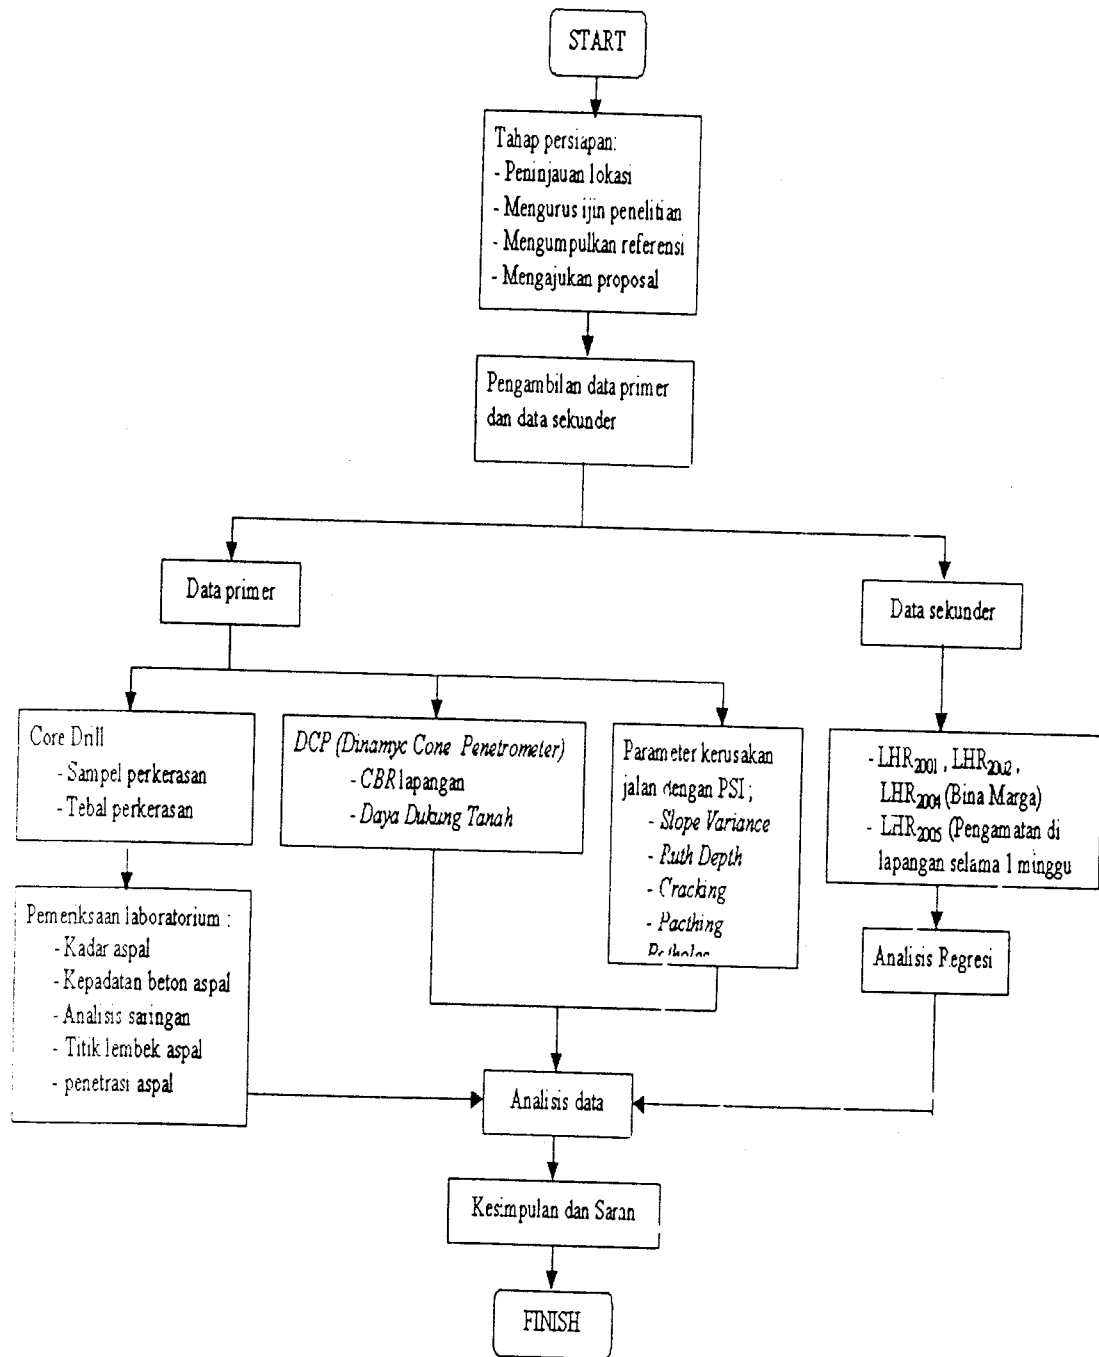 START
Tahap persiapan:
- Peninjauan lokasi
- Mengurus ijin penelitian
- Mengumpulkan referensi
- Mengajukan proposal
Pengambilan data primer
dan data sekunder
Data primer
Data sekunder
Core Drill
- Sampel perkerasan
- Tebal perkerasan
DCP (Dinamyc Cone Penetrometer)
- CBR lapangan
- Daya Dukung Tanah
Parameter kerusakan
jalan dengan PSI ;
- Slope Variance
- Ruth Depth
- Cracking
- Pacthing
- LHR2001 , LHR2002 ,
LHR2004 (Bina Marga)
- LHR2005 (Pengamatan di
lapangan selama 1 minggu
Pemeriksaan laboratorium :
- Kadar aspal
- Kepadatan beton aspal
- Analisis saringan
- Titik lembek aspal
- penetrasi aspal
Analisis Regresi
Analisis data
Kesimpulan dan Saran
FINISH